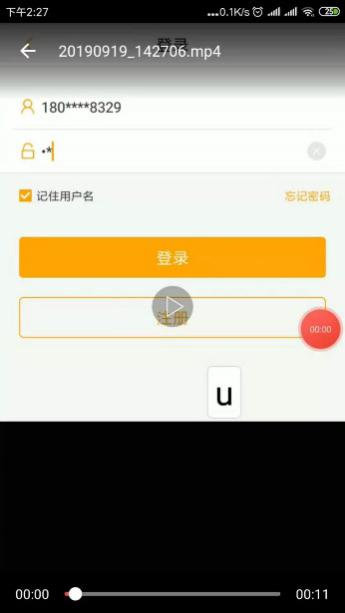 下午2:27
...0.1K/s
25
登录
20190919_142706.mp4
180****8329
•*
记住用户名
忘记密码
登录
注册
00:00
u
00:00
00:11